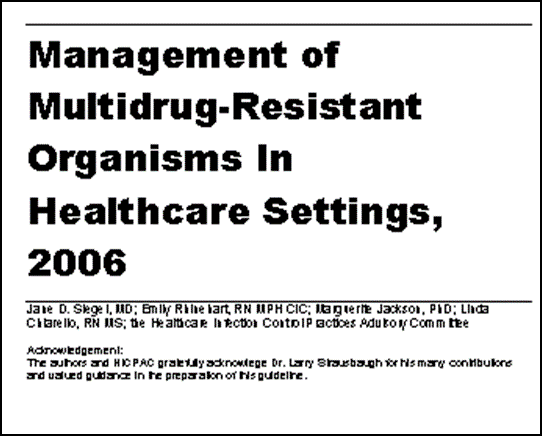 Management of
Multidrug-Resistant
Organisms In
Healthcare Settings,
2006
Jane D. Siegel, MD; Emily Rhinehart, RN MPH CIC; Marguerite Jackson, PhD; Linda
Chiarello, RN MS; the Healthcare Infection Control Practices Advisory Committee
Acknowledgement:
The authors and HICPAC gratefully acknowledge Dr. Larry Strausbaugh for his many contributions
and valued guidance in the preparation of this guideline.